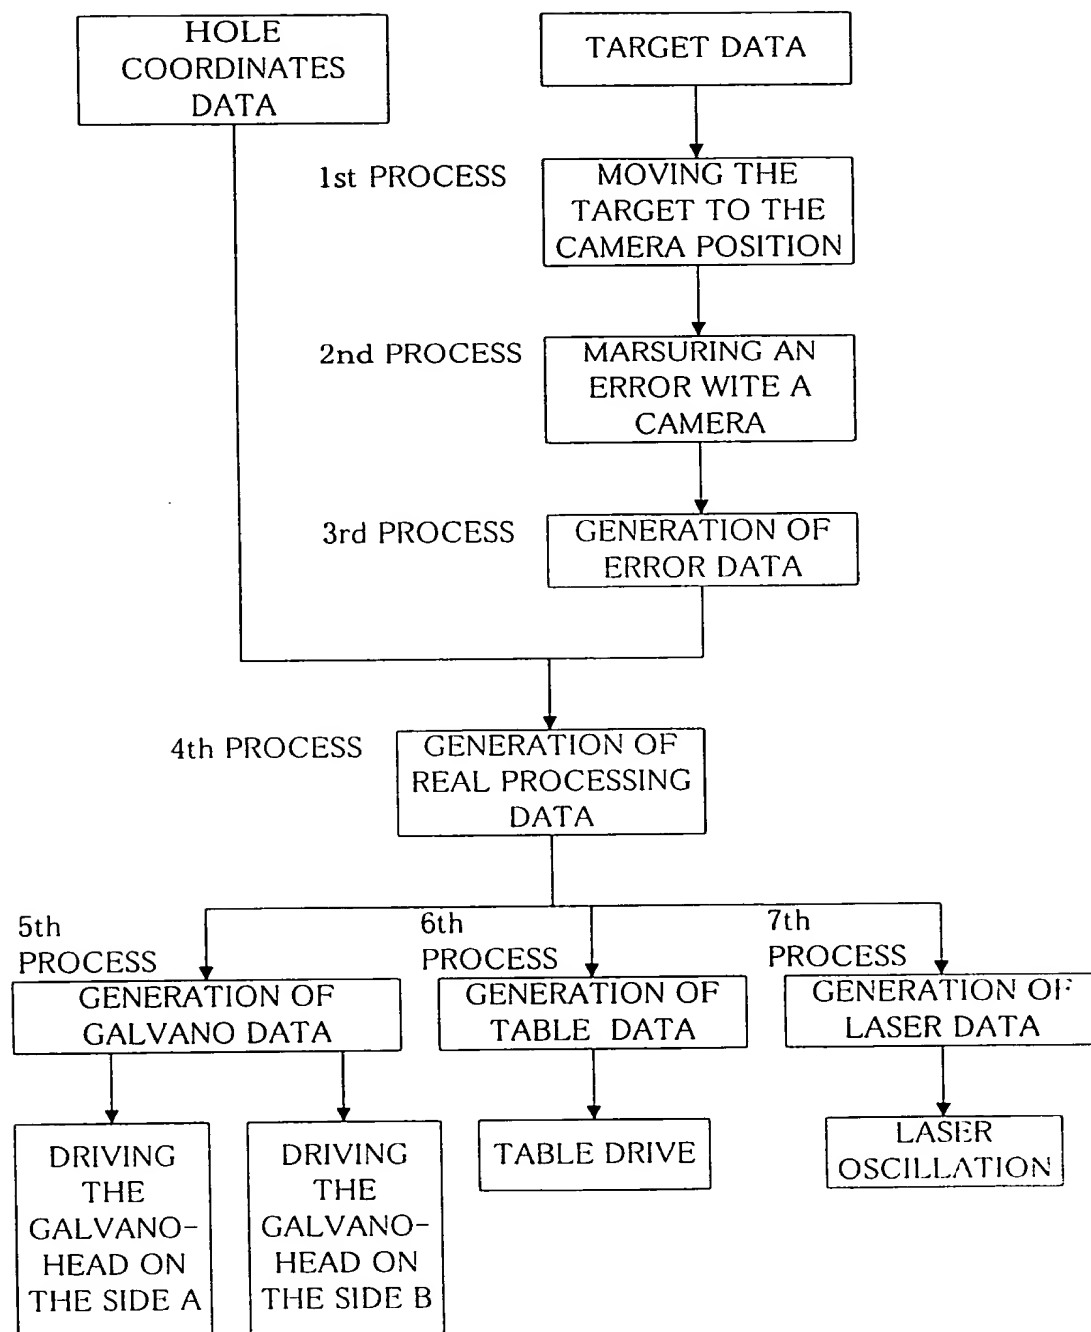 HOLE
COORDINATES
DATA
TARGET DATA
1st PROCESS
MOVING THE
TARGET TO THE
CAMERA POSITION
2nd PROCESS
MARSURING AN
ERROR WITE A
CAMERA
3rd PROCESS
GENERATION OF
ERROR DATA
4th PROCESS
GENERATION OF
REAL PROCESSING
DATA
5th
PROCESS
GENERATION OF
GALVANO DATA
6th
PROCESS
GENERATION OF
TABLE DATA
7th
PROCESS
GENERATION OF
LASER DATA
DRIVING
THE
GALVANO-
HEAD ON
THE SIDE A
DRIVING
THE
GALVANO-
HEAD ON
THE SIDE B
TABLE DRIVE
LASER
OSCILLATION